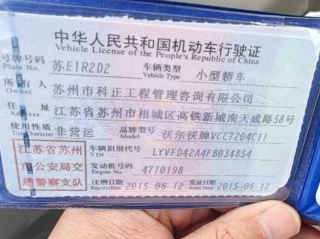 中华人民共和国机动车行驶证
Vehicle License of the People's Republic of China
号牌号码 苏E1R2D2 车辆类型 小型轿车
Plate No. Vehicle Type
所有人 苏州市科正工程管理咨询有限公司
Owner
住址 江苏省苏州市相城区高铁新城南天成路58号
Address
使用性质 非营运 品牌型号 沃尔沃牌VCC7204C11
Use Character Model
江苏省苏州 车辆识别代号 LYVFD42A4FB034854
VIN
市公安局交 发动机号码 4770198
Engine No.
通警察支队 注册日期 2015-06-12 发证日期 2015-06-12
Register Date Issue Date